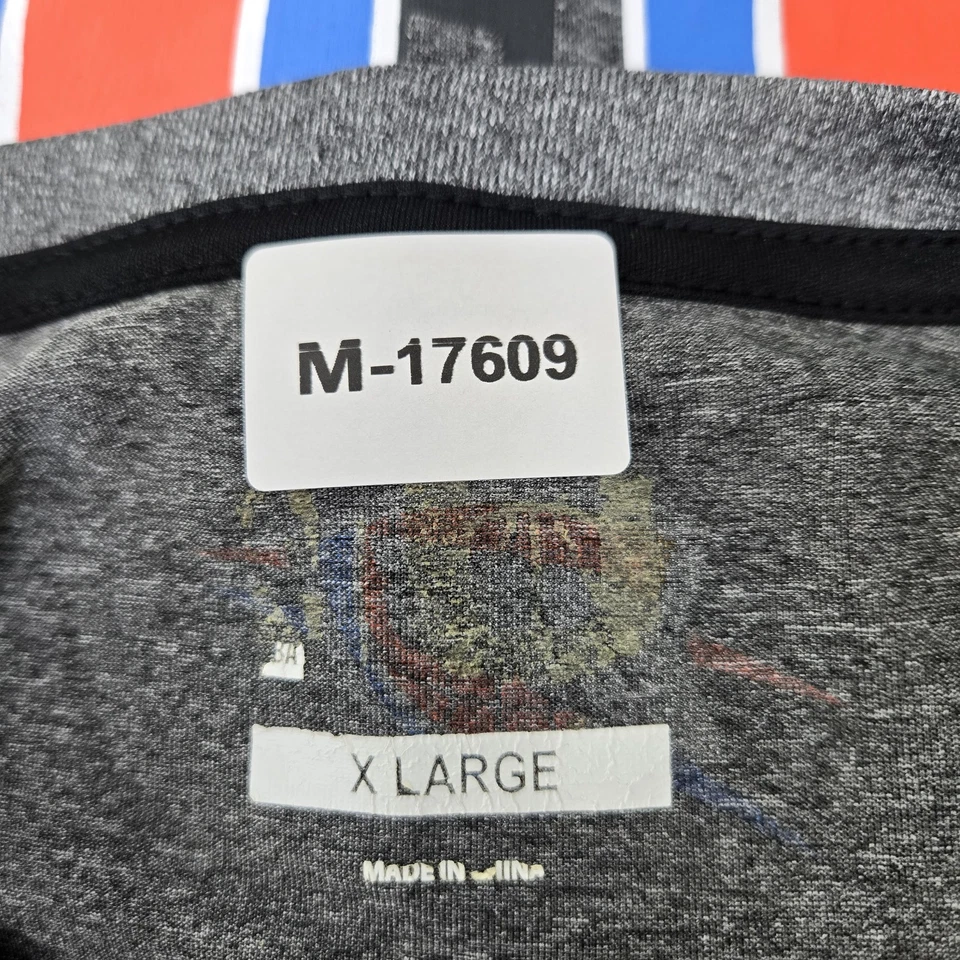 M-17609
X LARGE
MADE IN